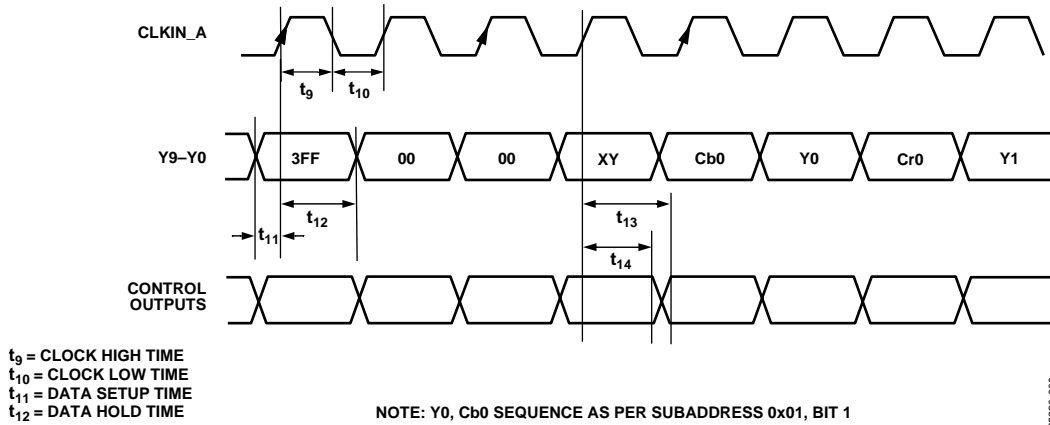 CLKIN_A
t9
t10
Y9–Y0
3FF
00
00
XY
Cb0
Y0
Cr0
Y1
t12
t11
t13
t14
CONTROL
OUTPUTS
t9 = CLOCK HIGH TIME
t10 = CLOCK LOW TIME
t11 = DATA SETUP TIME
t12 = DATA HOLD TIME
NOTE: Y0, Cb0 SEQUENCE AS PER SUBADDRESS 0x01, BIT 1